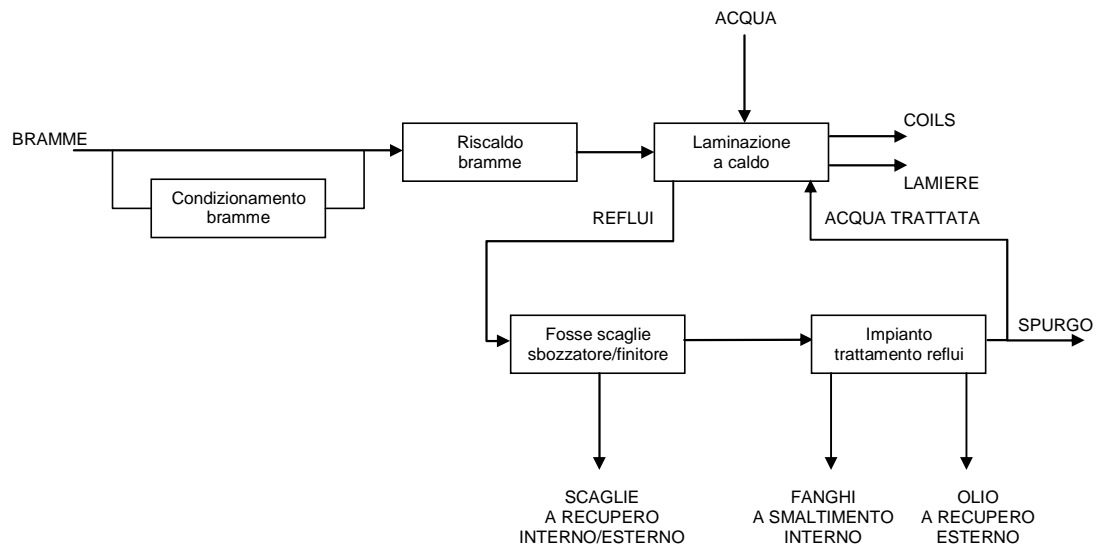 ACQUA
BRAMME
Riscaldo
bramme
Laminazione
a caldo
COILS
LAMIERE
Condizionamento
bramme
REFLUI
ACQUA TRATTATA
Fosse scaglie
sbozzatore/finitore
Impianto
trattamento reflui
SPURGO
SCAGLIE
A RECUPERO
INTERNO/ESTERNO
FANGHI
A SMALTIMENTO
INTERNO
OLIO
A RECUPERO
ESTERNO